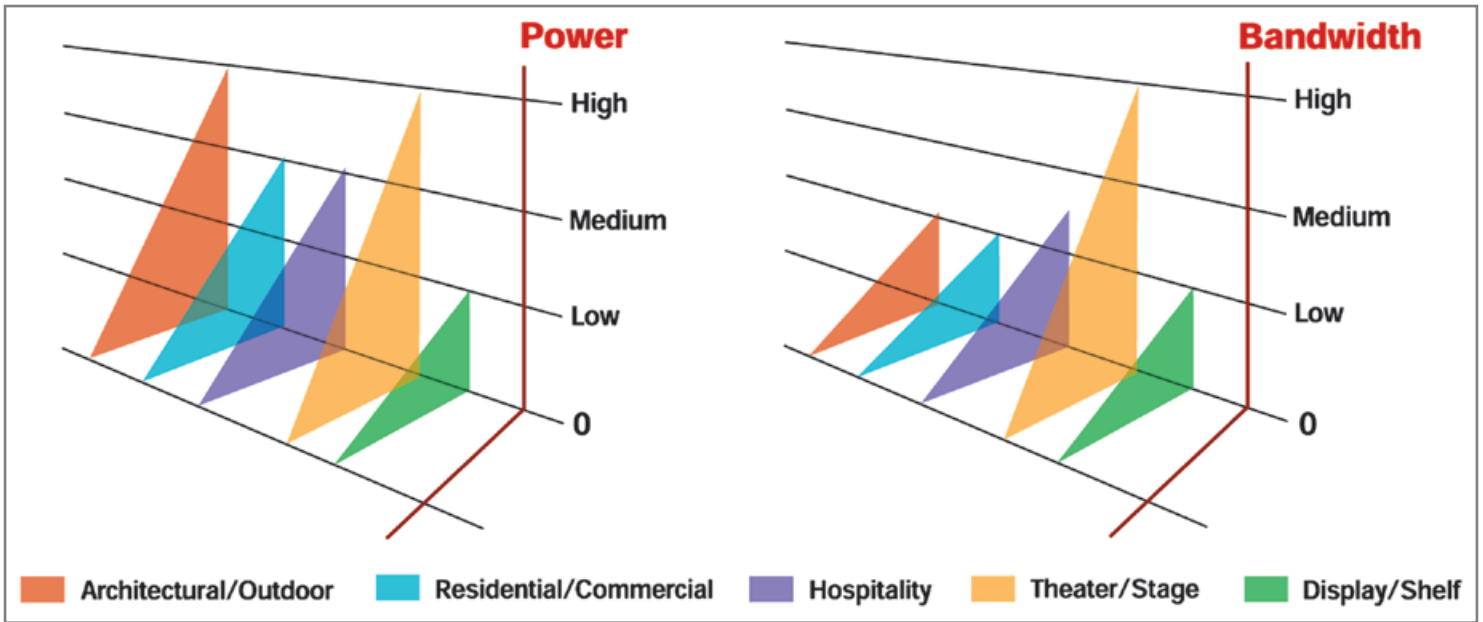 Power
High
Medium
Low
0
Bandwidth
High
Medium
Low
0
Architectural/Outdoor
Residential/Commercial
Hospitality
Theater/Stage
Display/Shelf